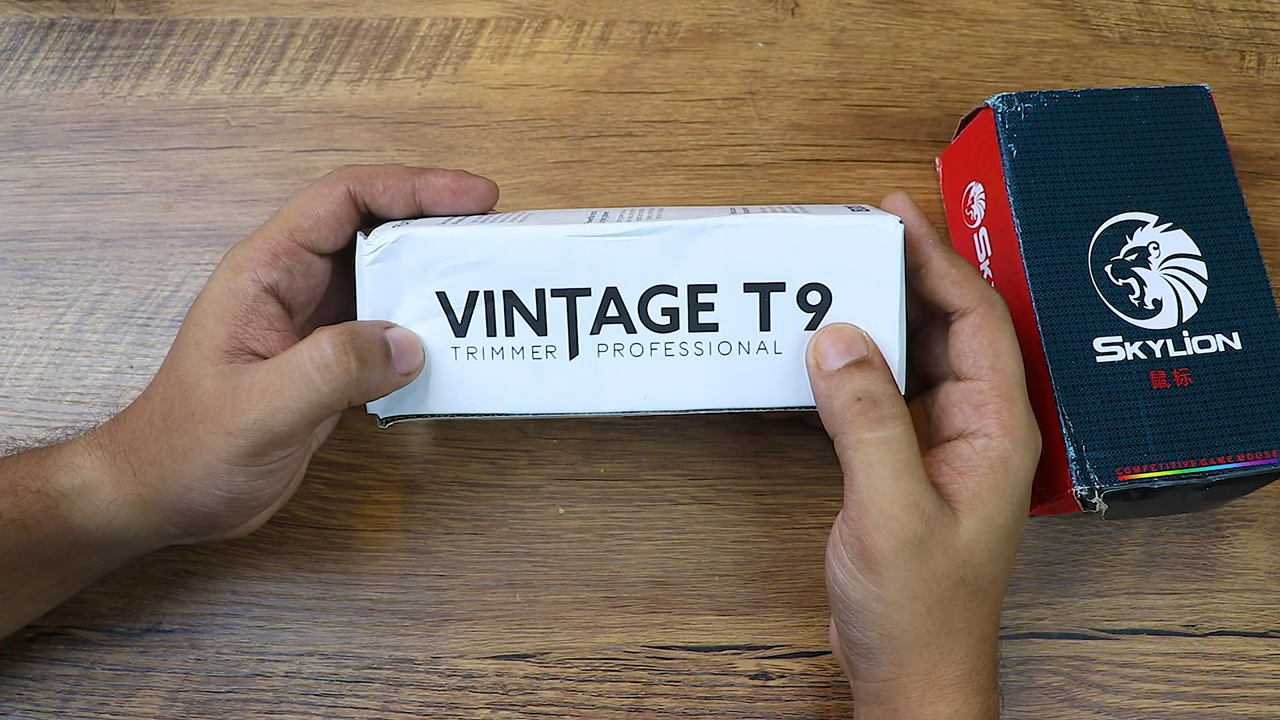 VINTAGE T9
TRIMMER PROFESSIONAL
SKYLION
鼠标
COMPETITIVE GAME MOUSE